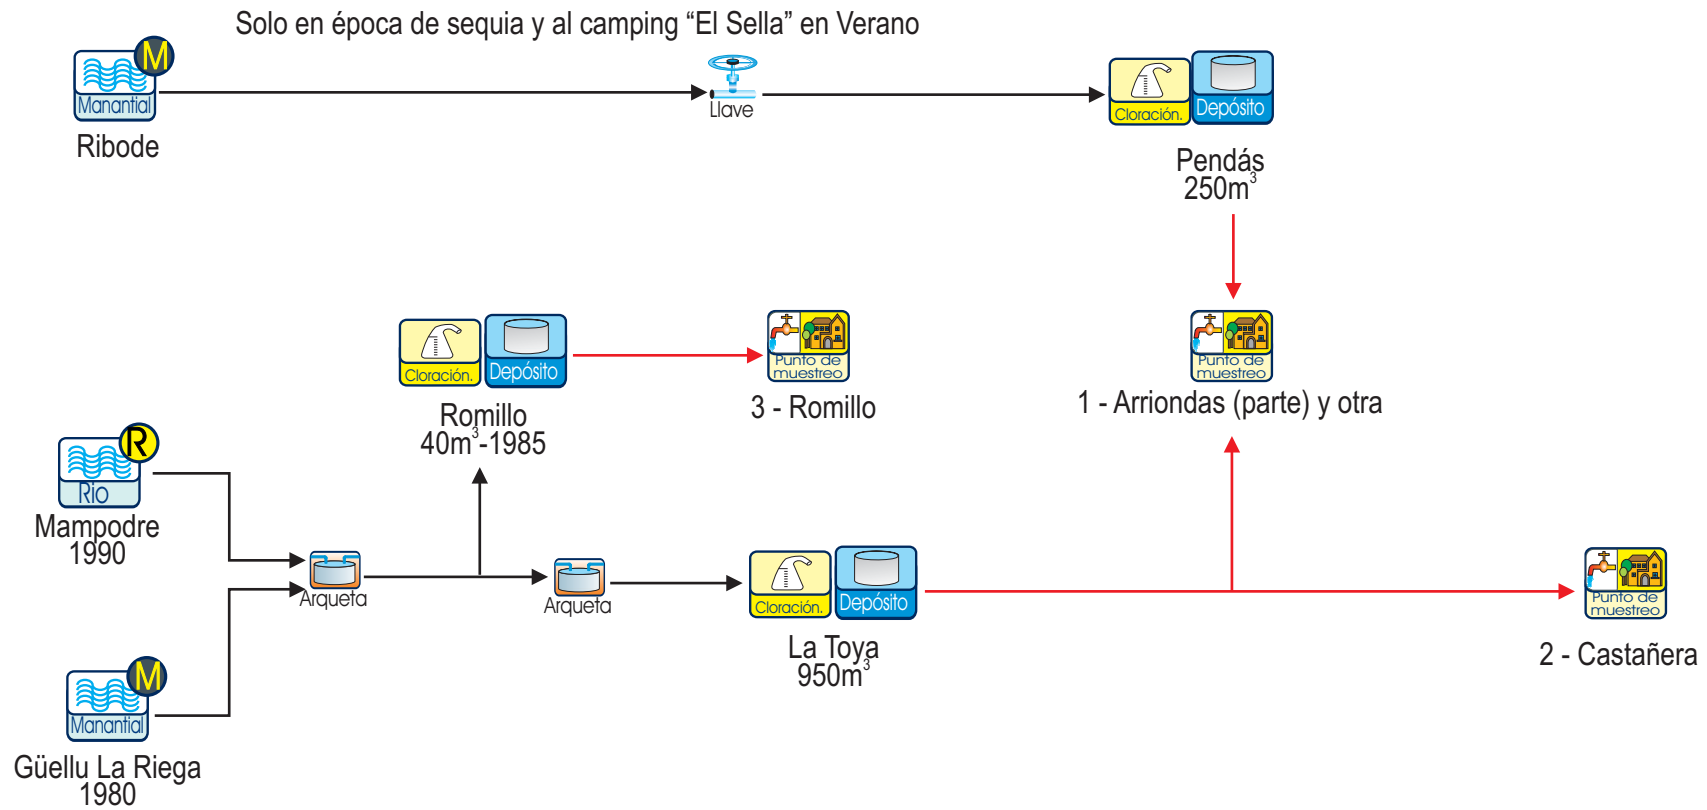 Solo en época de sequia y al camping “El Sella” en Verano
M
Manantial
Ribode
Llave
Cloración.
Depósito
Pendás
250m³
Cloración.
Depósito
Romillo
40m³-1985
Punto de
muestreo
3 - Romillo
Punto de
muestreo
1 - Arriondas (parte) y otra
R
Rio
Mampodre
1990
Arqueta
Arqueta
Cloración.
Depósito
La Toya
950m³
Punto de
muestreo
2 - Castañera
M
Manantial
Güellu La Riega
1980